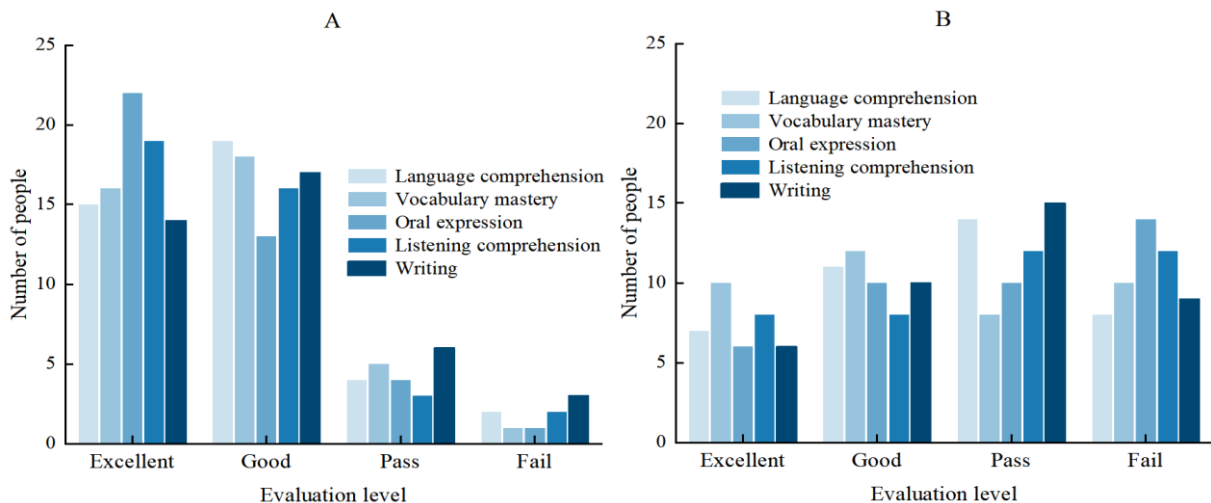 A
25
20
15
10
5
0
Number of people
Language comprehension
Vocabulary mastery
Oral expression
Listening comprehension
Writing
Excellent Good Pass Fail
Evaluation level
B
25
20
15
10
5
0
Number of people
Language comprehension
Vocabulary mastery
Oral expression
Listening comprehension
Writing
Excellent Good Pass Fail
Evaluation level